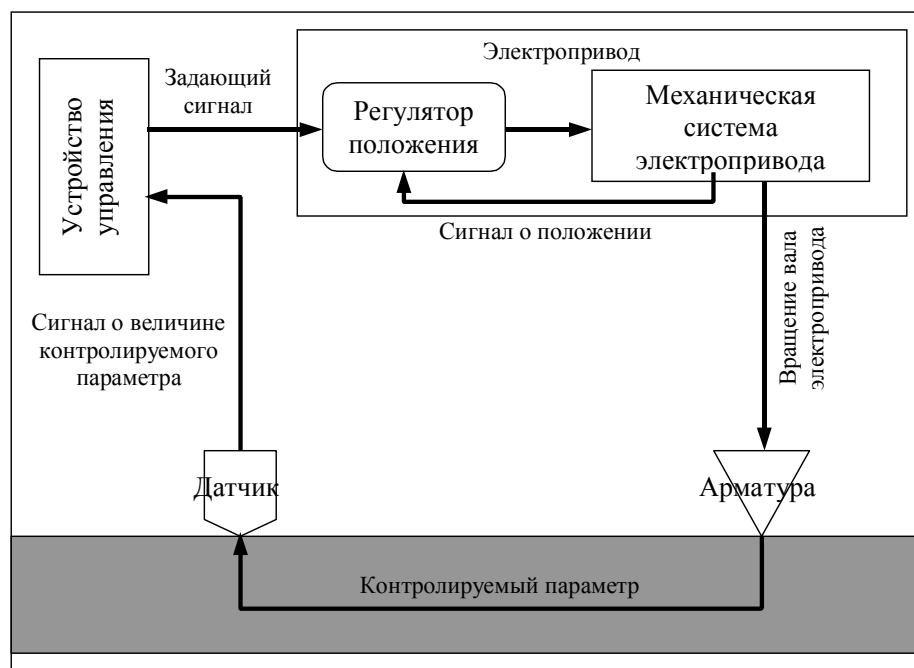 Электропривод
Задающий
сигнал
Устройство
управления
Регулятор
положения
Механическая
система
электропривода
Сигнал о положении
Вращение вала
электропривода
Сигнал о величине
контролируемого
параметра
Датчик
Арматура
Контролируемый параметр